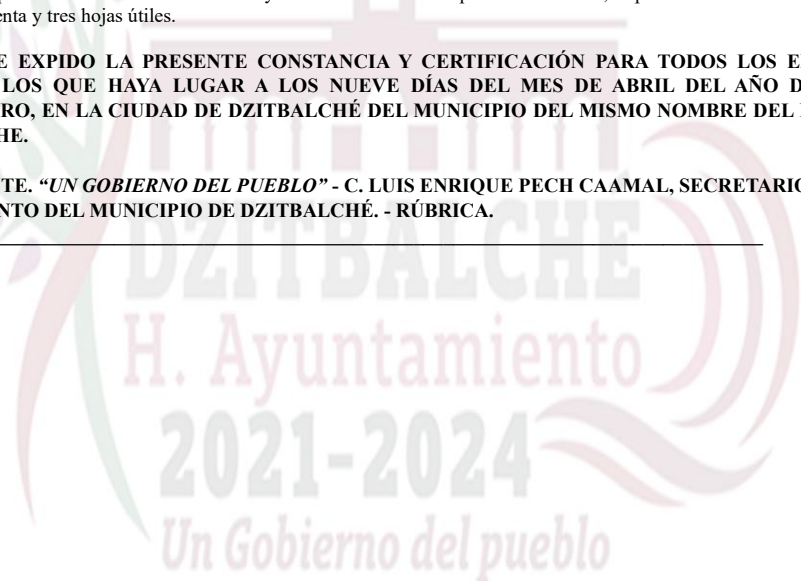 enta y tres hojas útiles.
E EXPIDO LA PRESENTE CONSTANCIA Y CERTIFICACIÓN PARA TODOS LOS E
LOS QUE HAYA LUGAR A LOS NUEVE DÍAS DEL MES DE ABRIL DEL AÑO D
RO, EN LA CIUDAD DE DZITBALCHÉ DEL MUNICIPIO DEL MISMO NOMBRE DEL
HE.
TE. “UN GOBIERNO DEL PUEBLO” - C. LUIS ENRIQUE PECH CAAMAL, SECRETARIO
NTO DEL MUNICIPIO DE DZITBALCHÉ. - RÚBRICA.
DZITBALCHÉ
H. Ayuntamiento
2021-2024
Un Gobierno del pueblo